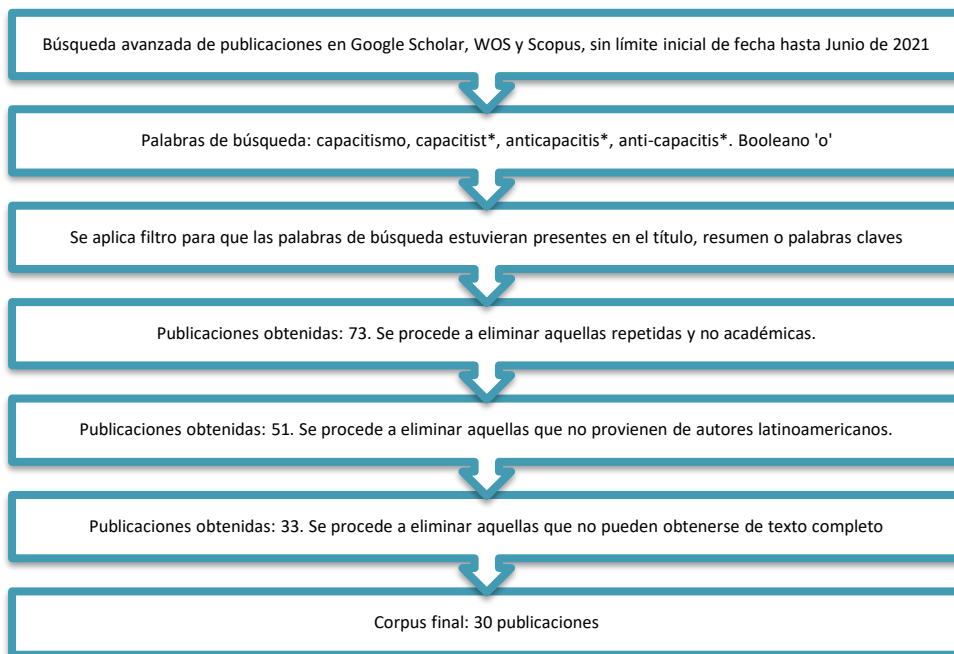 Búsqueda avanzada de publicaciones en Google Scholar, WOS y Scopus, sin límite inicial de fecha hasta Junio de 2021
Palabras de búsqueda: capacitismo, capacitist*, anticapacitis*, anti-capacitis*. Booleano 'o'
Se aplica filtro para que las palabras de búsqueda estuvieran presentes en el título, resumen o palabras claves
Publicaciones obtenidas: 73. Se procede a eliminar aquellas repetidas y no académicas.
Publicaciones obtenidas: 51. Se procede a eliminar aquellas que no provienen de autores latinoamericanos.
Publicaciones obtenidas: 33. Se procede a eliminar aquellas que no pueden obtenerse de texto completo
Corpus final: 30 publicaciones